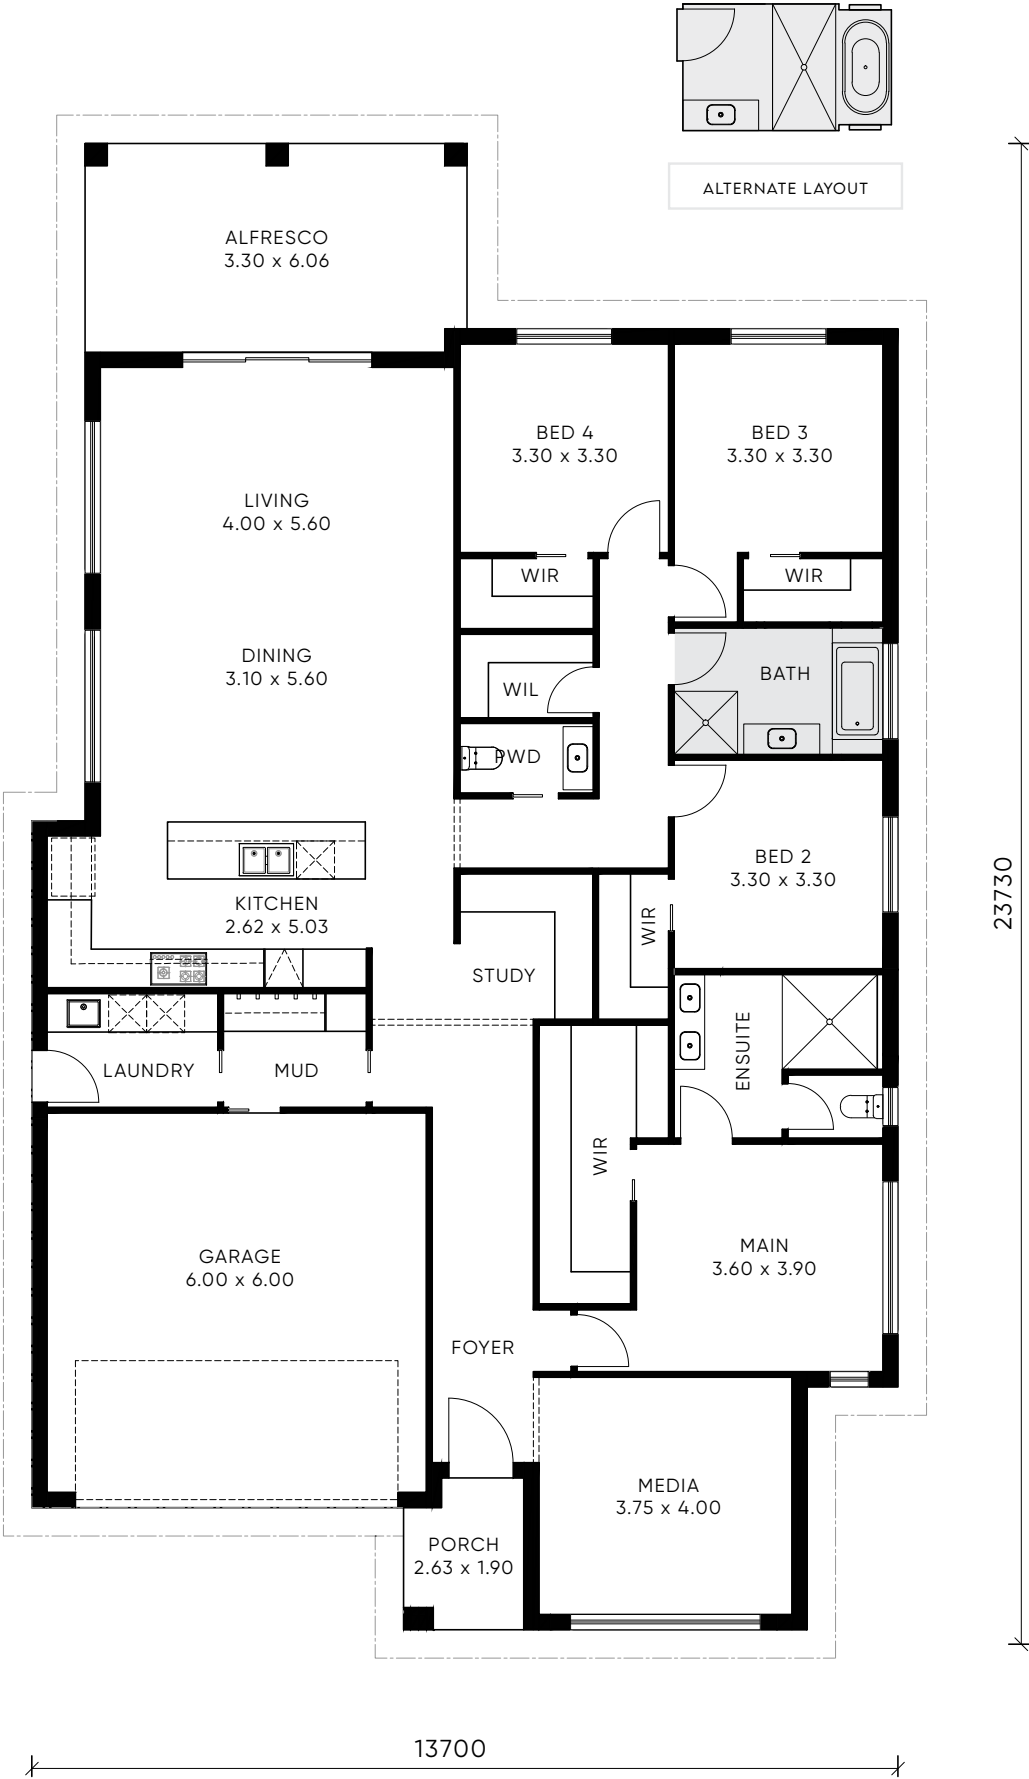 ALTERNATE LAYOUT
ALFRESCO
3.30 x 6.06
BED 4
3.30 x 3.30
BED 3
3.30 x 3.30
LIVING
4.00 x 5.60
WIR
WIR
DINING
3.10 x 5.60
WIL
BATH
PWD
BED 2
3.30 x 3.30
KITCHEN
2.62 x 5.03
WIR
STUDY
23730
LAUNDRY
MUD
ENSUITE
WIR
GARAGE
6.00 x 6.00
MAIN
3.60 x 3.90
FOYER
MEDIA
3.75 x 4.00
PORCH
2.63 x 1.90
13700